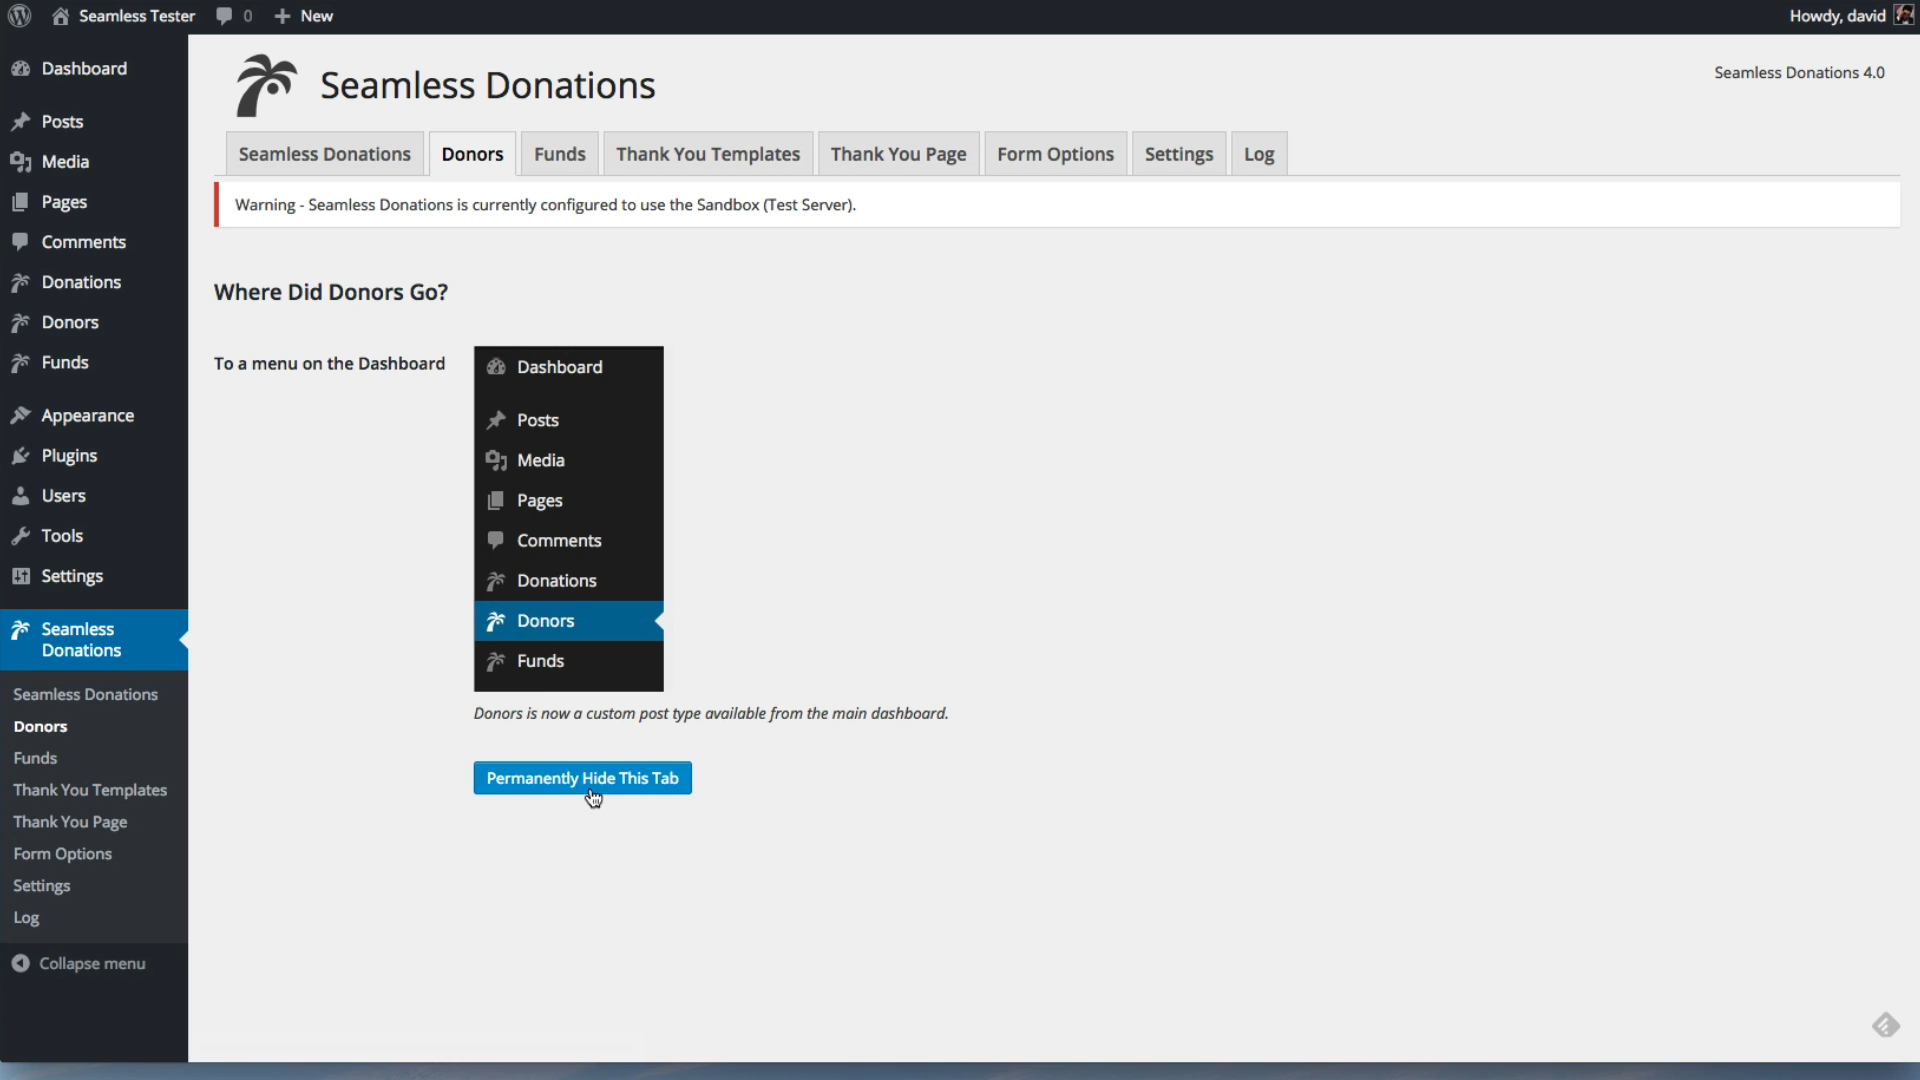 Seamless Tester
0
New
Howdy, david
Dashboard
Posts
Media
Pages
Comments
Donations
Donors
Funds
Appearance
Plugins
Users
Tools
Settings
Seamless
Donations
Seamless Donations
Donors
Funds
Thank You Templates
Thank You Page
Form Options
Settings
Log
Collapse menu
Seamless Donations
Seamless Donations 4.0
Seamless Donations
Donors
Funds
Thank You Templates
Thank You Page
Form Options
Settings
Log
Warning - Seamless Donations is currently configured to use the Sandbox (Test Server).
Where Did Donors Go?
To a menu on the Dashboard
Dashboard
Posts
Media
Pages
Comments
Donations
Donors
Funds
Donors is now a custom post type available from the main dashboard.
Permanently Hide This Tab